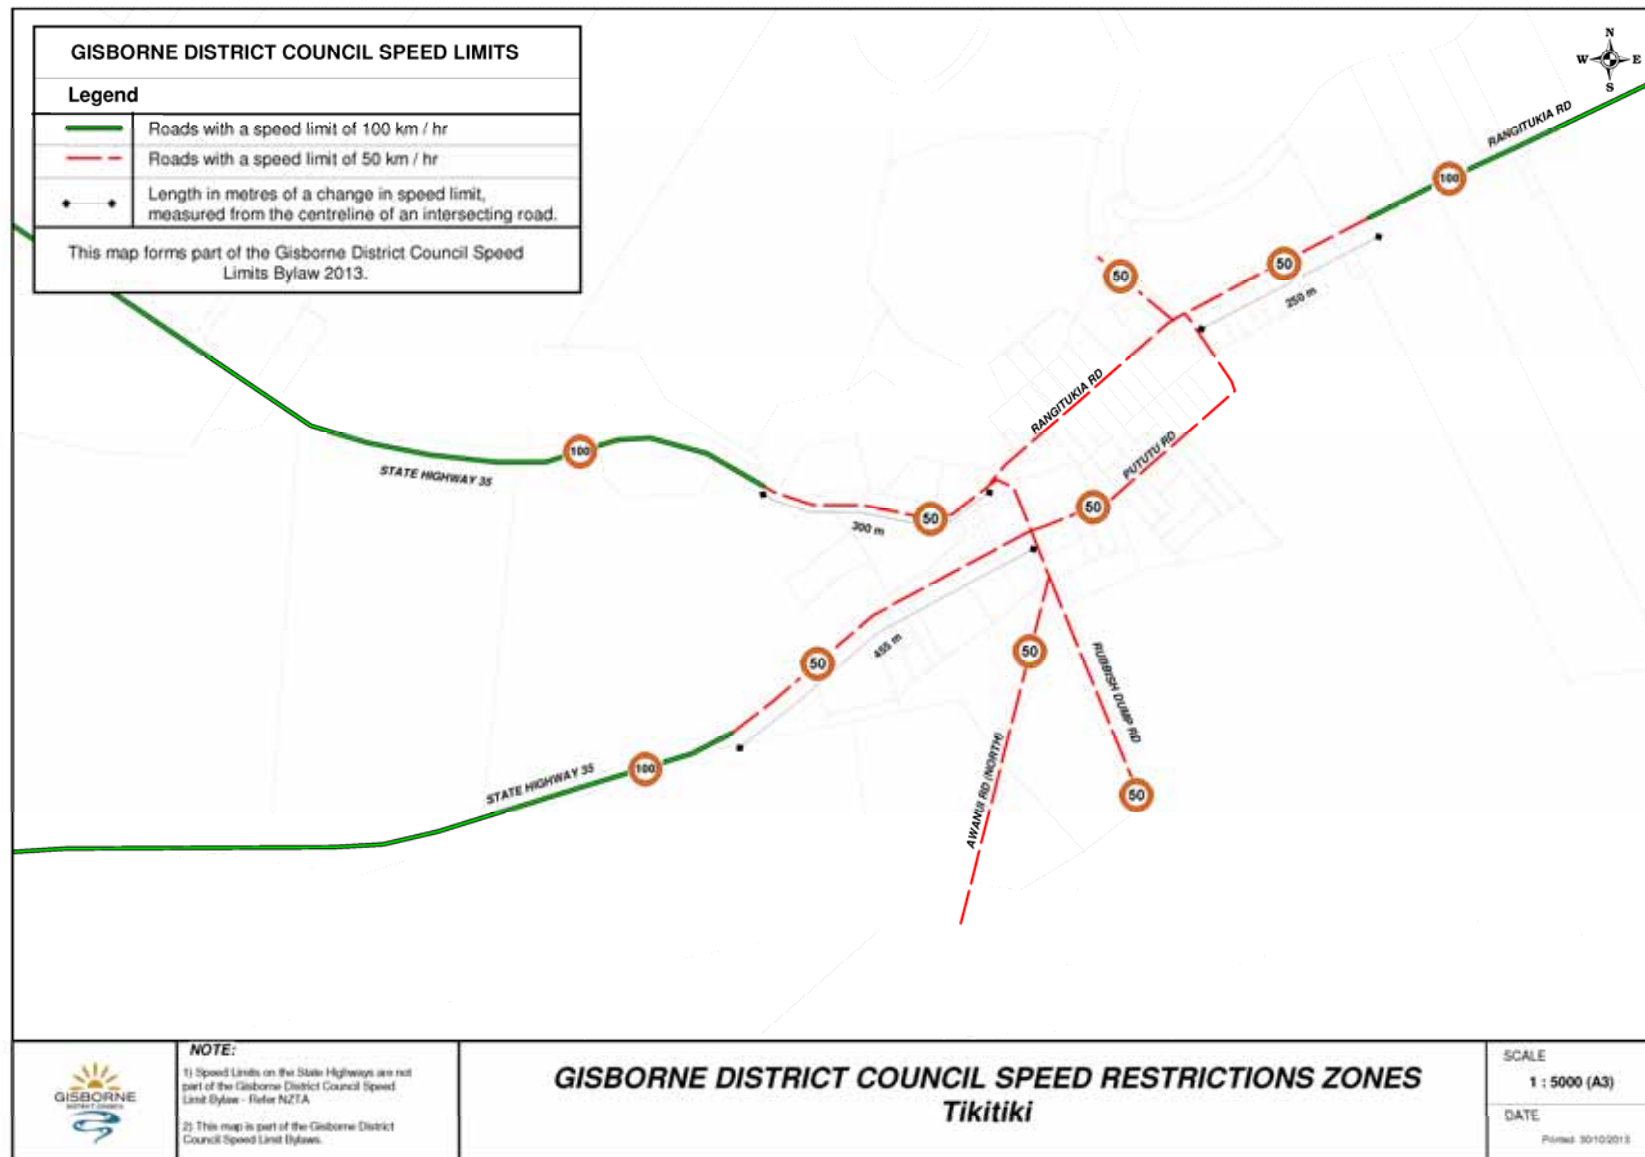 GISBORNE DISTRICT COUNCIL SPEED LIMITS
Legend
Roads with a speed limit of 100 km / hr
Roads with a speed limit of 50 km / hr
Length in metres of a change in speed limit,
measured from the centreline of an intersecting road.
This map forms part of the Gisborne District Council Speed
Limits Bylaw 2013.
N
W E
S
RANGITUKIA RD
100
50
50
250 m
RANGITUKIA RD
PUTUTU RD
100
STATE HIGHWAY 35
50
300 m
50
455 m
50
50
RUBBISH DUMP RD
AWANUI RD (NORTH)
50
100
STATE HIGHWAY 35
GISBORNE
DISTRICT COUNCIL
NOTE:
1) Speed Limits on the State Highways are not
part of the Gisborne District Council Speed
Limit Bylaw - Refer NZTA
2) This map is part of the Gisborne District
Council Speed Limit Bylaws.
GISBORNE DISTRICT COUNCIL SPEED RESTRICTIONS ZONES
Tikitiki
SCALE
1 : 5000 (A3)
DATE
Printed: 30/10/2013